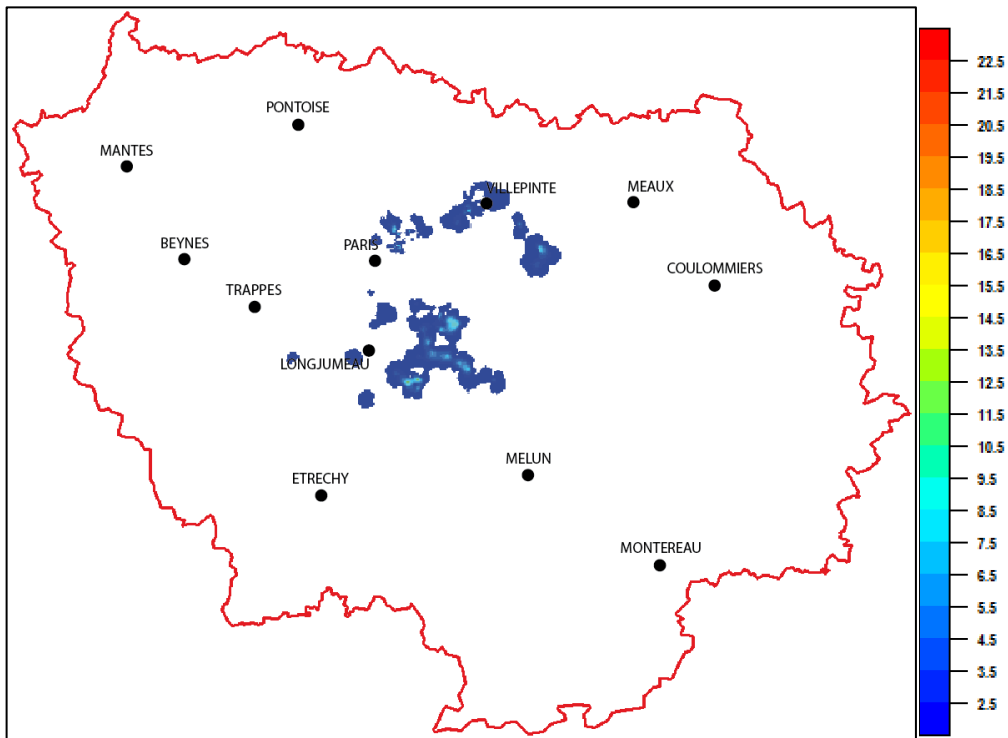 PONTOISE
MANTES
VILLEPINTE
MEAUX
BEYNES
PARIS
COULOMMIERS
TRAPPES
LONGJUMEAU
MELUN
ETRECHY
MONTEREAU
22.5
21.5
20.5
19.5
18.5
17.5
16.5
15.5
14.5
13.5
12.5
11.5
10.5
9.5
8.5
7.5
6.5
5.5
4.5
3.5
2.5